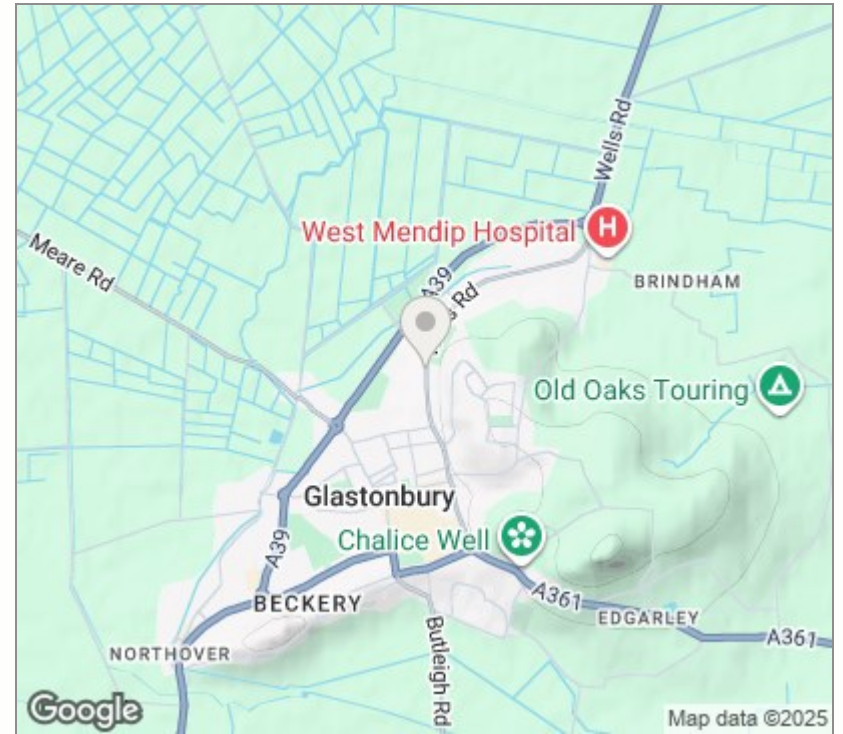 Wells Rd
West Mendip Hospital
H
Meare Rd
A39
BRINDHAM
Rd
Old Oaks Touring
Glastonbury
Chalice Well
A39
A361
BECKERY
EDGARLEY
A361
NORTHOVER
Butleigh Rd
Google
Map data ©2025